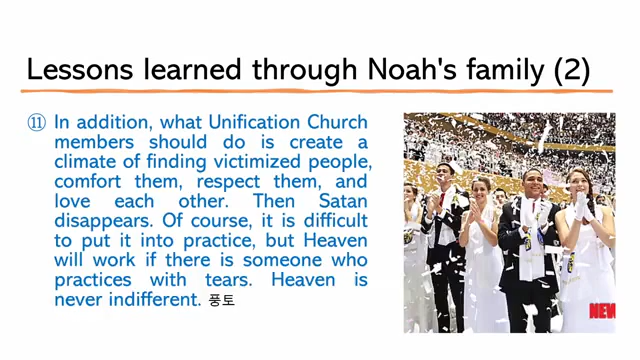 Lessons learned through Noah's family (2)
⑪ In addition, what Unification Church
members should do is create a
climate of finding victimized people,
comfort them, respect them, and
love each other. Then Satan
disappears. Of course, it is difficult
to put it into practice, but Heaven
will work if there is someone who
practices with tears. Heaven is
never indifferent. 풍토
NEW